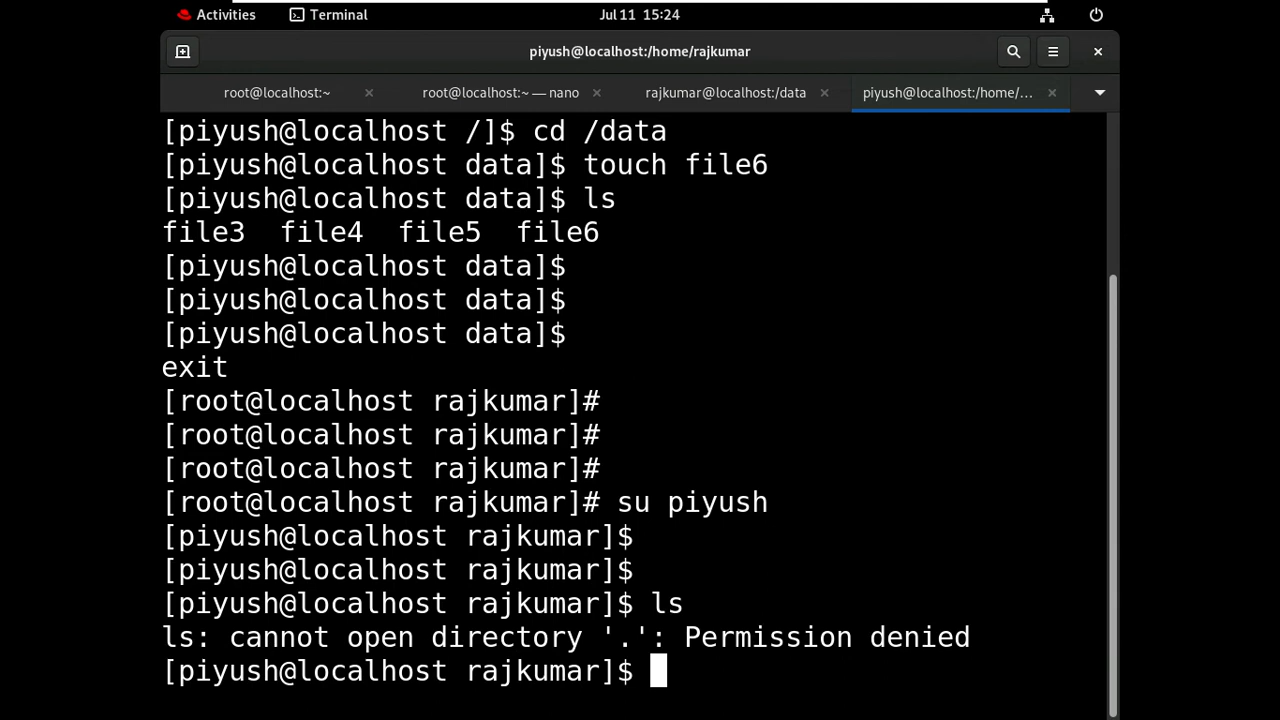 Activities Terminal Jul 11 15:24
piyush@localhost:/home/rajkumar
root@localhost:~ × root@localhost:~ — nano × rajkumar@localhost:/data × piyush@localhost:/home/... ×
[piyush@localhost /]$ cd /data
[piyush@localhost data]$ touch file6
[piyush@localhost data]$ ls
file3  file4  file5  file6
[piyush@localhost data]$
[piyush@localhost data]$
[piyush@localhost data]$
exit
[root@localhost rajkumar]#
[root@localhost rajkumar]#
[root@localhost rajkumar]#
[root@localhost rajkumar]# su piyush
[piyush@localhost rajkumar]$
[piyush@localhost rajkumar]$
[piyush@localhost rajkumar]$ ls
ls: cannot open directory '.': Permission denied
[piyush@localhost rajkumar]$